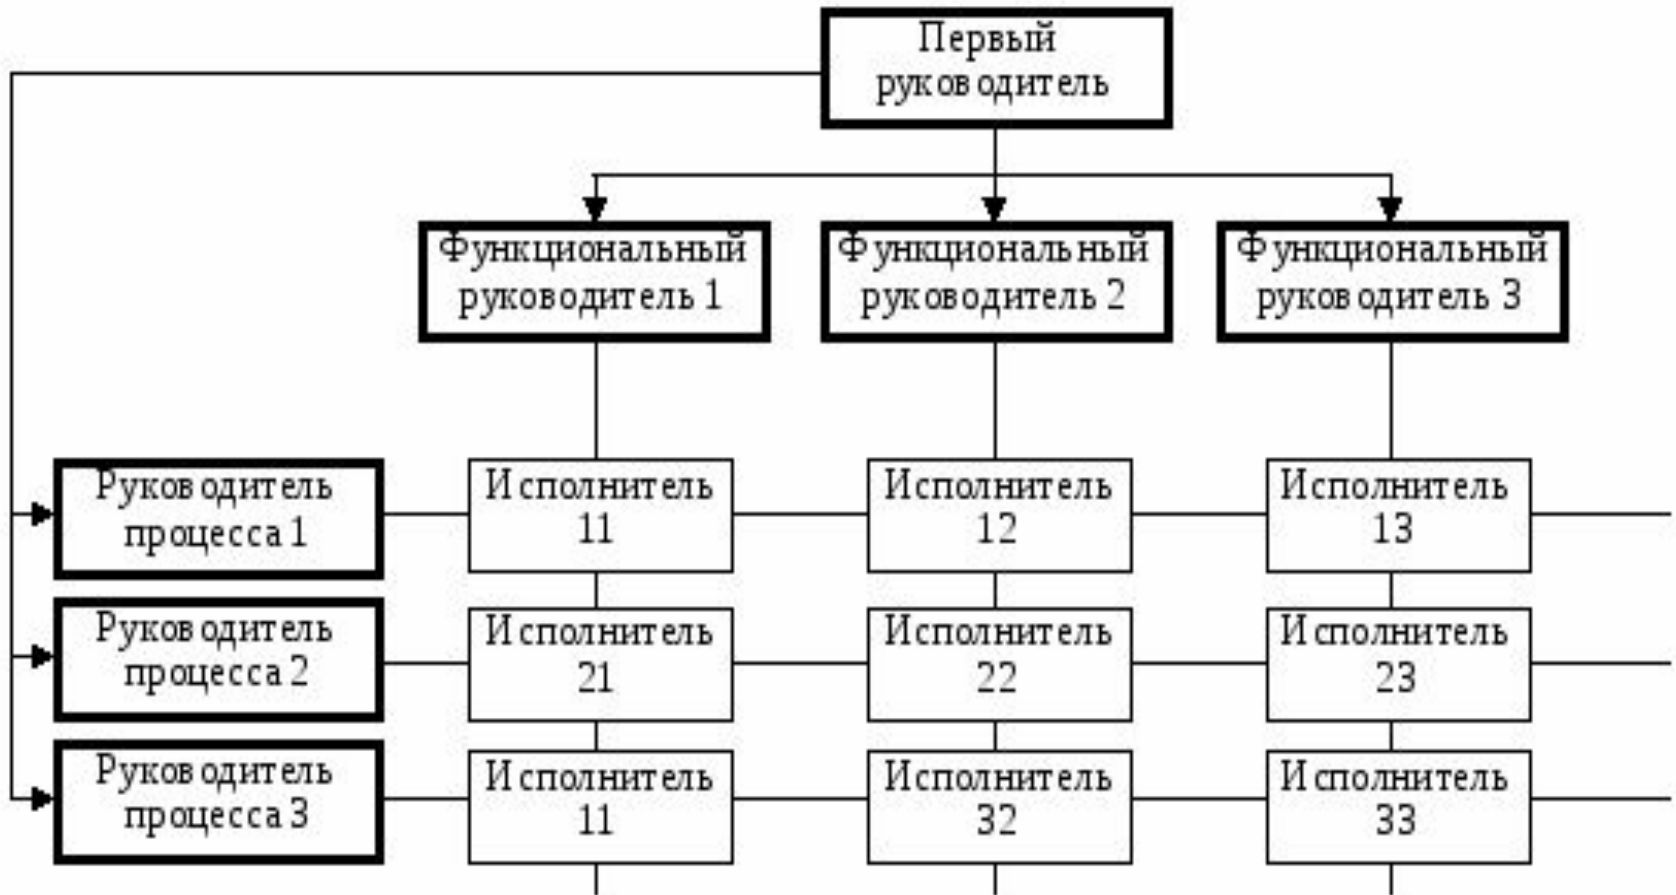 Первый
руководитель
Функциональный
руководитель 1
Функциональный
руководитель 2
Функциональный
руководитель 3
Руководитель
процесса 1
Исполнитель
11
Исполнитель
12
Исполнитель
13
Руководитель
процесса 2
Исполнитель
21
Исполнитель
22
Исполнитель
23
Руководитель
процесса 3
Исполнитель
11
Исполнитель
32
Исполнитель
33